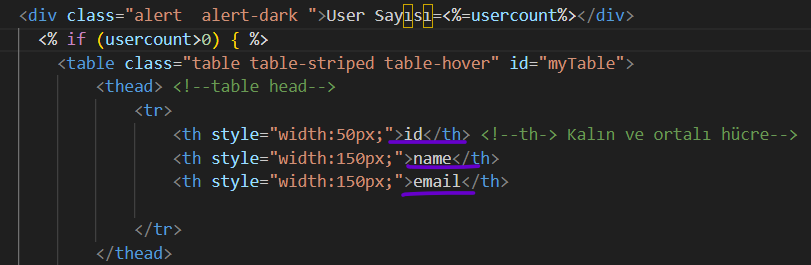 <div class="alert  alert-dark ">User Sayısı=<%=usercount%></div>
<% if (usercount>0) { %>
<table class="table table-striped table-hover" id="myTable">
<thead> <!--table head-->
<tr>
<th style="width:50px;">id</th> <!--th-> Kalın ve ortalı hücre-->
<th style="width:150px;">name</th>
<th style="width:150px;">email</th>
</tr>
</thead>